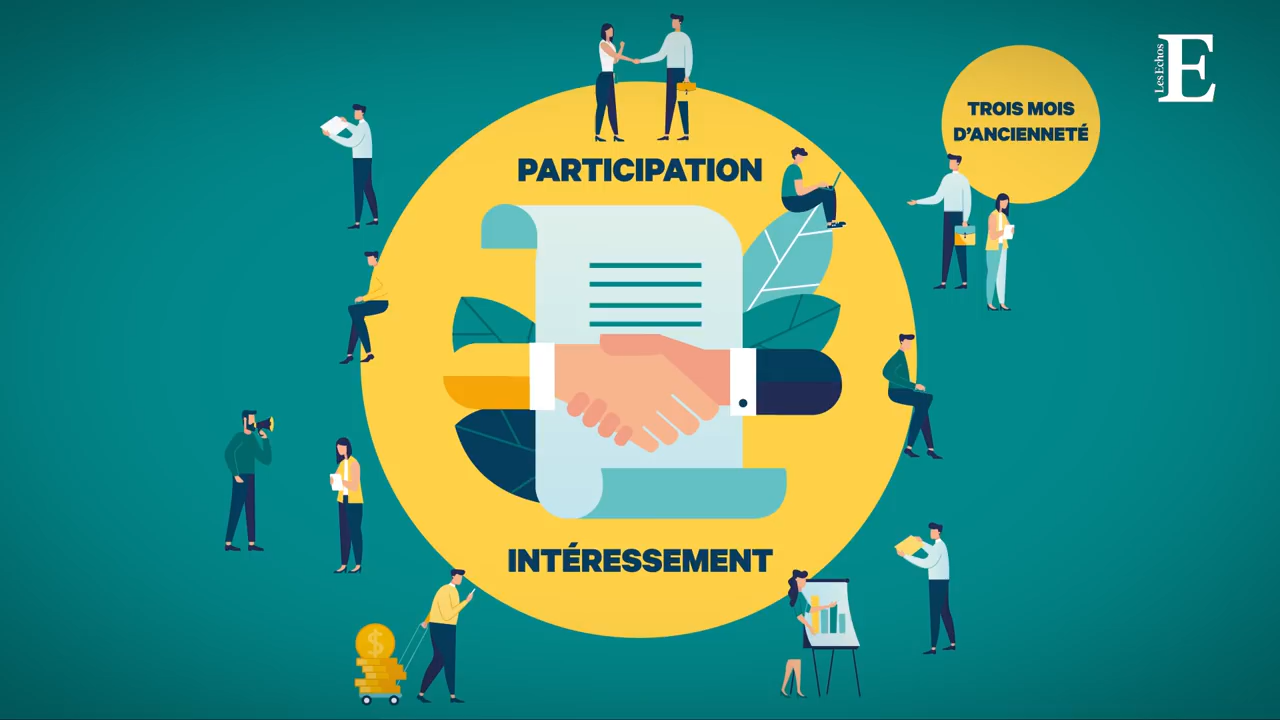 PARTICIPATION
TROIS MOIS
D'ANCIENNETÉ
Les Echos
E
INTÉRESSEMENT
$